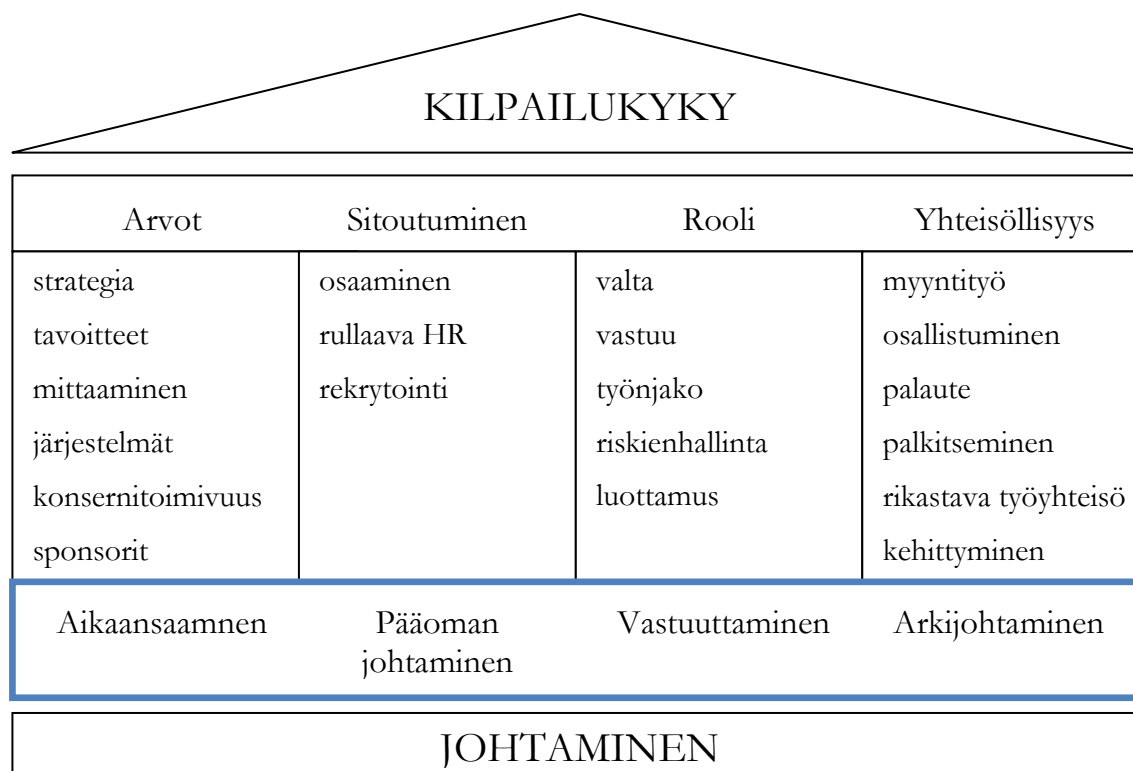 KILPAILUKYKY
Arvot
Sitoutuminen
Rooli
Yhteisöllisyys
strategia
tavoitteet
mittaaminen
järjestelmät
konsernitoimivuus
sponsorit
osaaminen
rullaava HR
rekrytointi
valta
vastuu
työnjako
riskienhallinta
luottamus
myyntityö
osallistuminen
palaute
palkitseminen
rikastava työyhteisö
kehittyminen
Aikaansaamnen
Pääoman
johtaminen
Vastuuttaminen
Arkijohtaminen
JOHTAMINEN